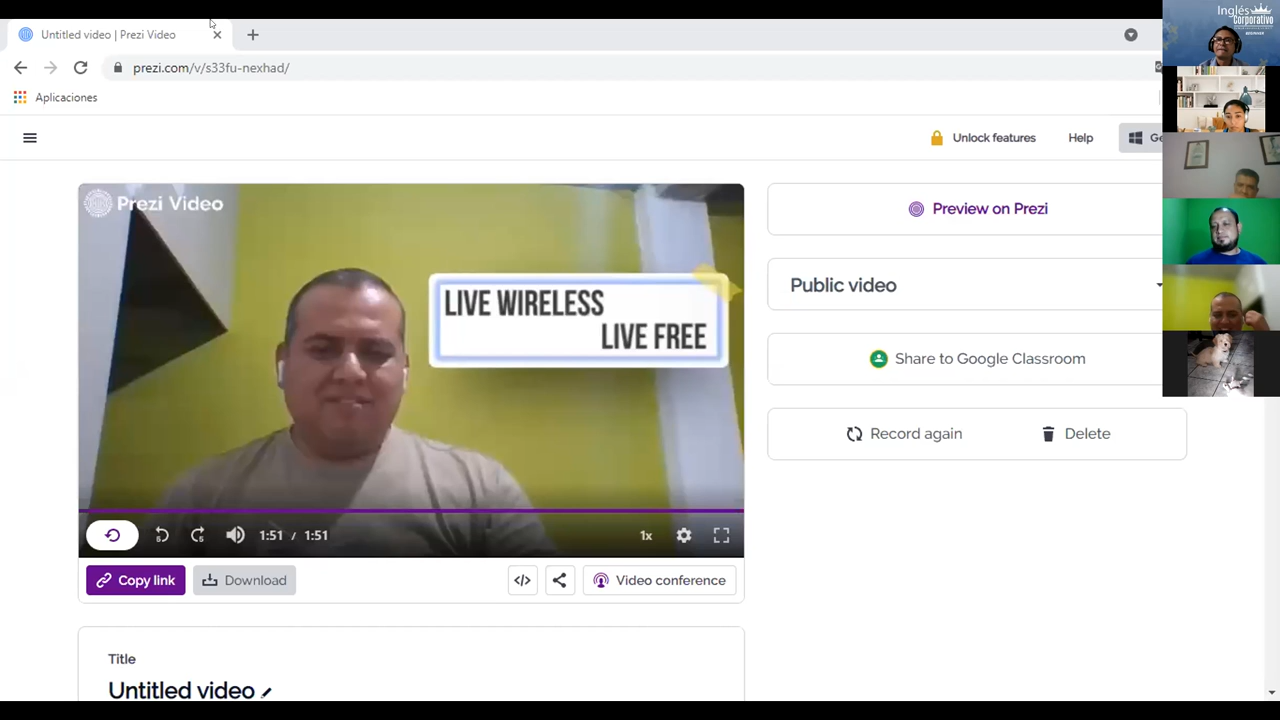 Untitled video | Prezi Video
prezi.com/v/s33fu-nexhad/
Aplicaciones
Unlock features
Help
Ge
Prezi Video
LIVE WIRELESS
LIVE FREE
1:51 / 1:51
1x
Copy link
Download
Video conference
Title
Untitled video
Preview on Prezi
Public video
Share to Google Classroom
Record again
Delete
Inglés
Corporativo
BEGINNER